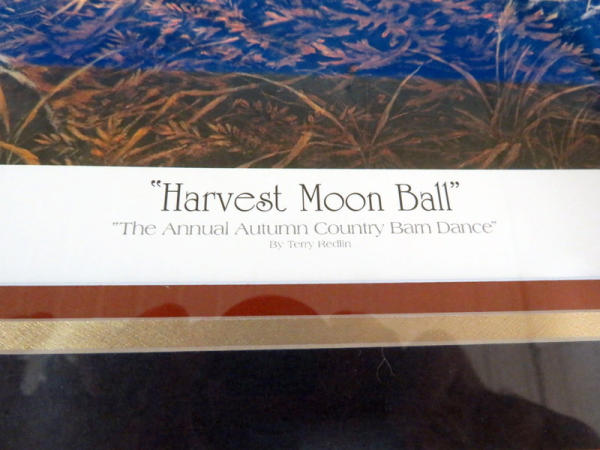 "Harvest Moon Ball"
"The Annual Autumn Country Barn Dance"
By Terry Redlin